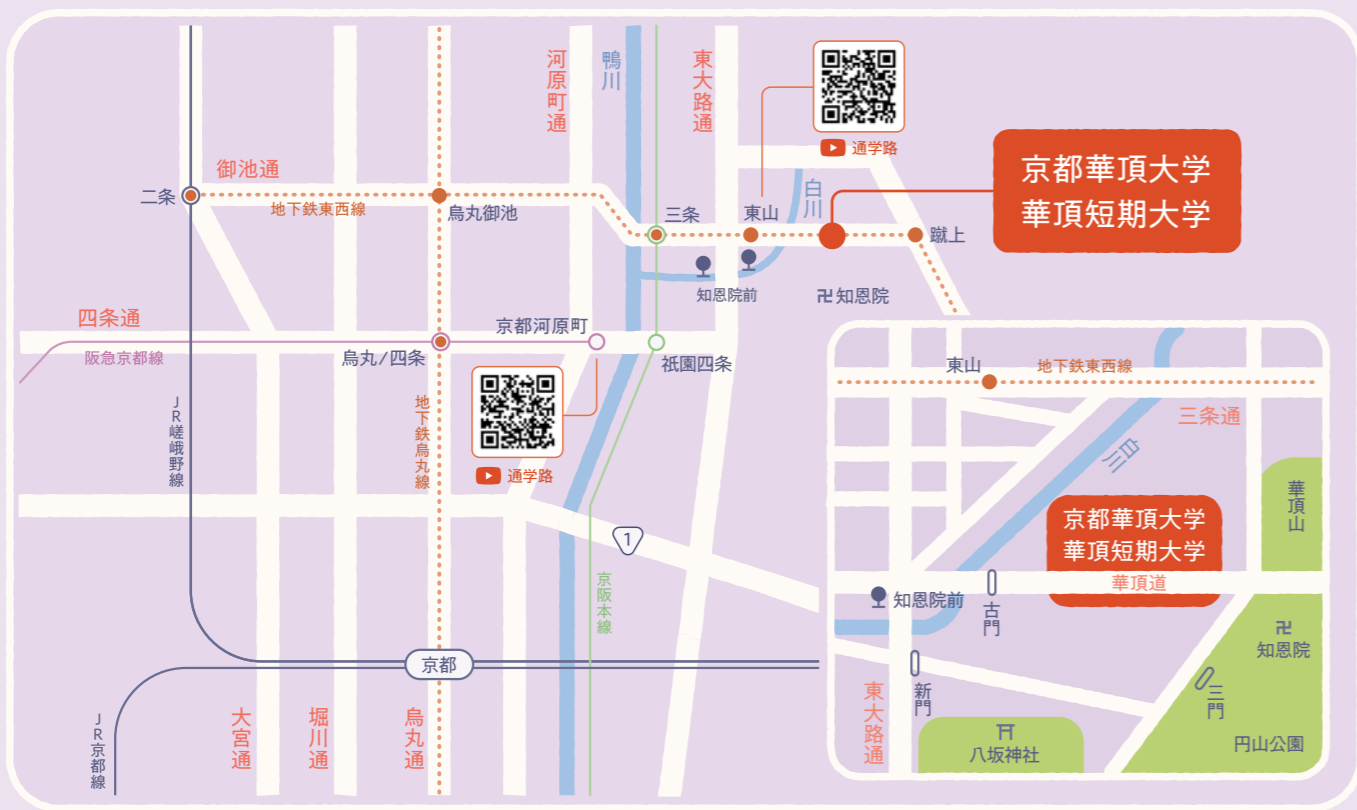 河原町通
鴨川
東大路通
通学路
京都華頂大学
華頂短期大学
御池通
二条
地下鉄東西線
烏丸御池
三条
東山
白川
蹴上
知恩院前
卍知恩院
四条通
阪急京都線
烏丸/四条
京都河原町
祇園四条
JR嵯峨野線
地下鉄烏丸線
通学路
1
京阪本線
京都
JR京都線
大宮通
堀川通
烏丸通
東山
地下鉄東西線
三条通
白川
華頂山
京都華頂大学
華頂短期大学
華頂道
知恩院前
古門
卍
知恩院
新門
三門
東大路通
八坂神社
円山公園